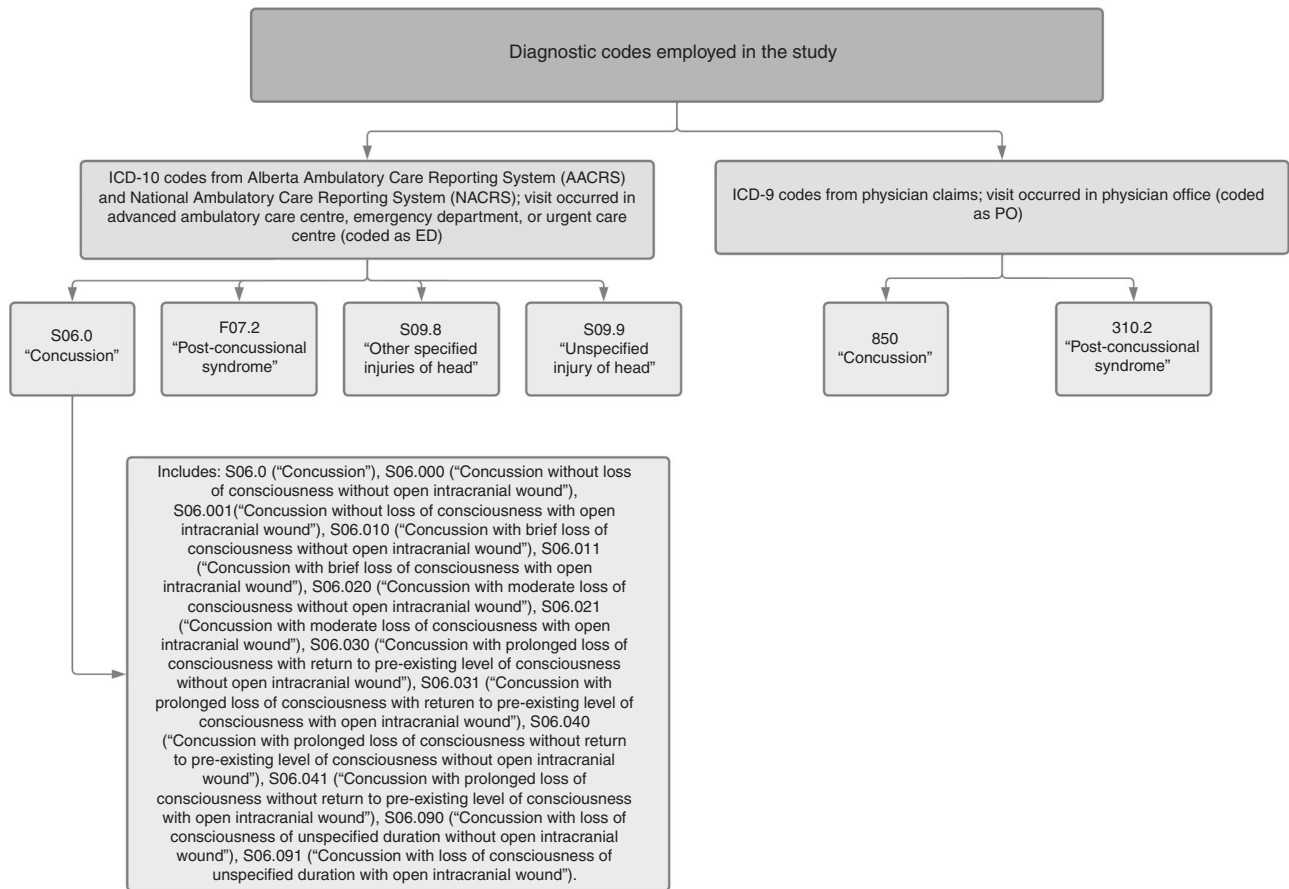 Diagnostic codes employed in the study
ICD-10 codes from Alberta Ambulatory Care Reporting System (AACRS)
and National Ambulatory Care Reporting System (NACRS); visit occurred in
advanced ambulatory care centre, emergency department, or urgent care
centre (coded as ED)
ICD-9 codes from physician claims; visit occurred in physician office (coded
as PO)
S06.0
“Concussion”
F07.2
“Post-concussional
syndrome”
S09.8
“Other specified
injuries of head”
S09.9
“Unspecified
injury of head”
850
“Concussion”
310.2
“Post-concussional
syndrome”
Includes: S06.0 (“Concussion”), S06.000 (“Concussion without loss
of consciousness without open intracranial wound”),
S06.001(“Concussion without loss of consciousness with open
intracranial wound”), S06.010 (“Concussion with brief loss of
consciousness without open intracranial wound”), S06.011
(“Concussion with brief loss of consciousness with open
intracranial wound”), S06.020 (“Concussion with moderate loss of
consciousness without open intracranial wound”), S06.021
(“Concussion with moderate loss of consciousness with open
intracranial wound”), S06.030 (“Concussion with prolonged loss of
consciousness with return to pre-existing level of consciousness
without open intracranial wound”), S06.031 (“Concussion with
prolonged loss of consciousness with returen to pre-existing level of
consciousness with open intracranial wound”), S06.040
(“Concussion with prolonged loss of consciousness without return
to pre-existing level of consciousness without open intracranial
wound”), S06.041 (“Concussion with prolonged loss of
consciousness without return to pre-existing level of consciousness
with open intracranial wound”), S06.090 (“Concussion with loss of
consciousness of unspecified duration without open intracranial
wound”), S06.091 (“Concussion with loss of consciousness of
unspecified duration with open intracranial wound”).